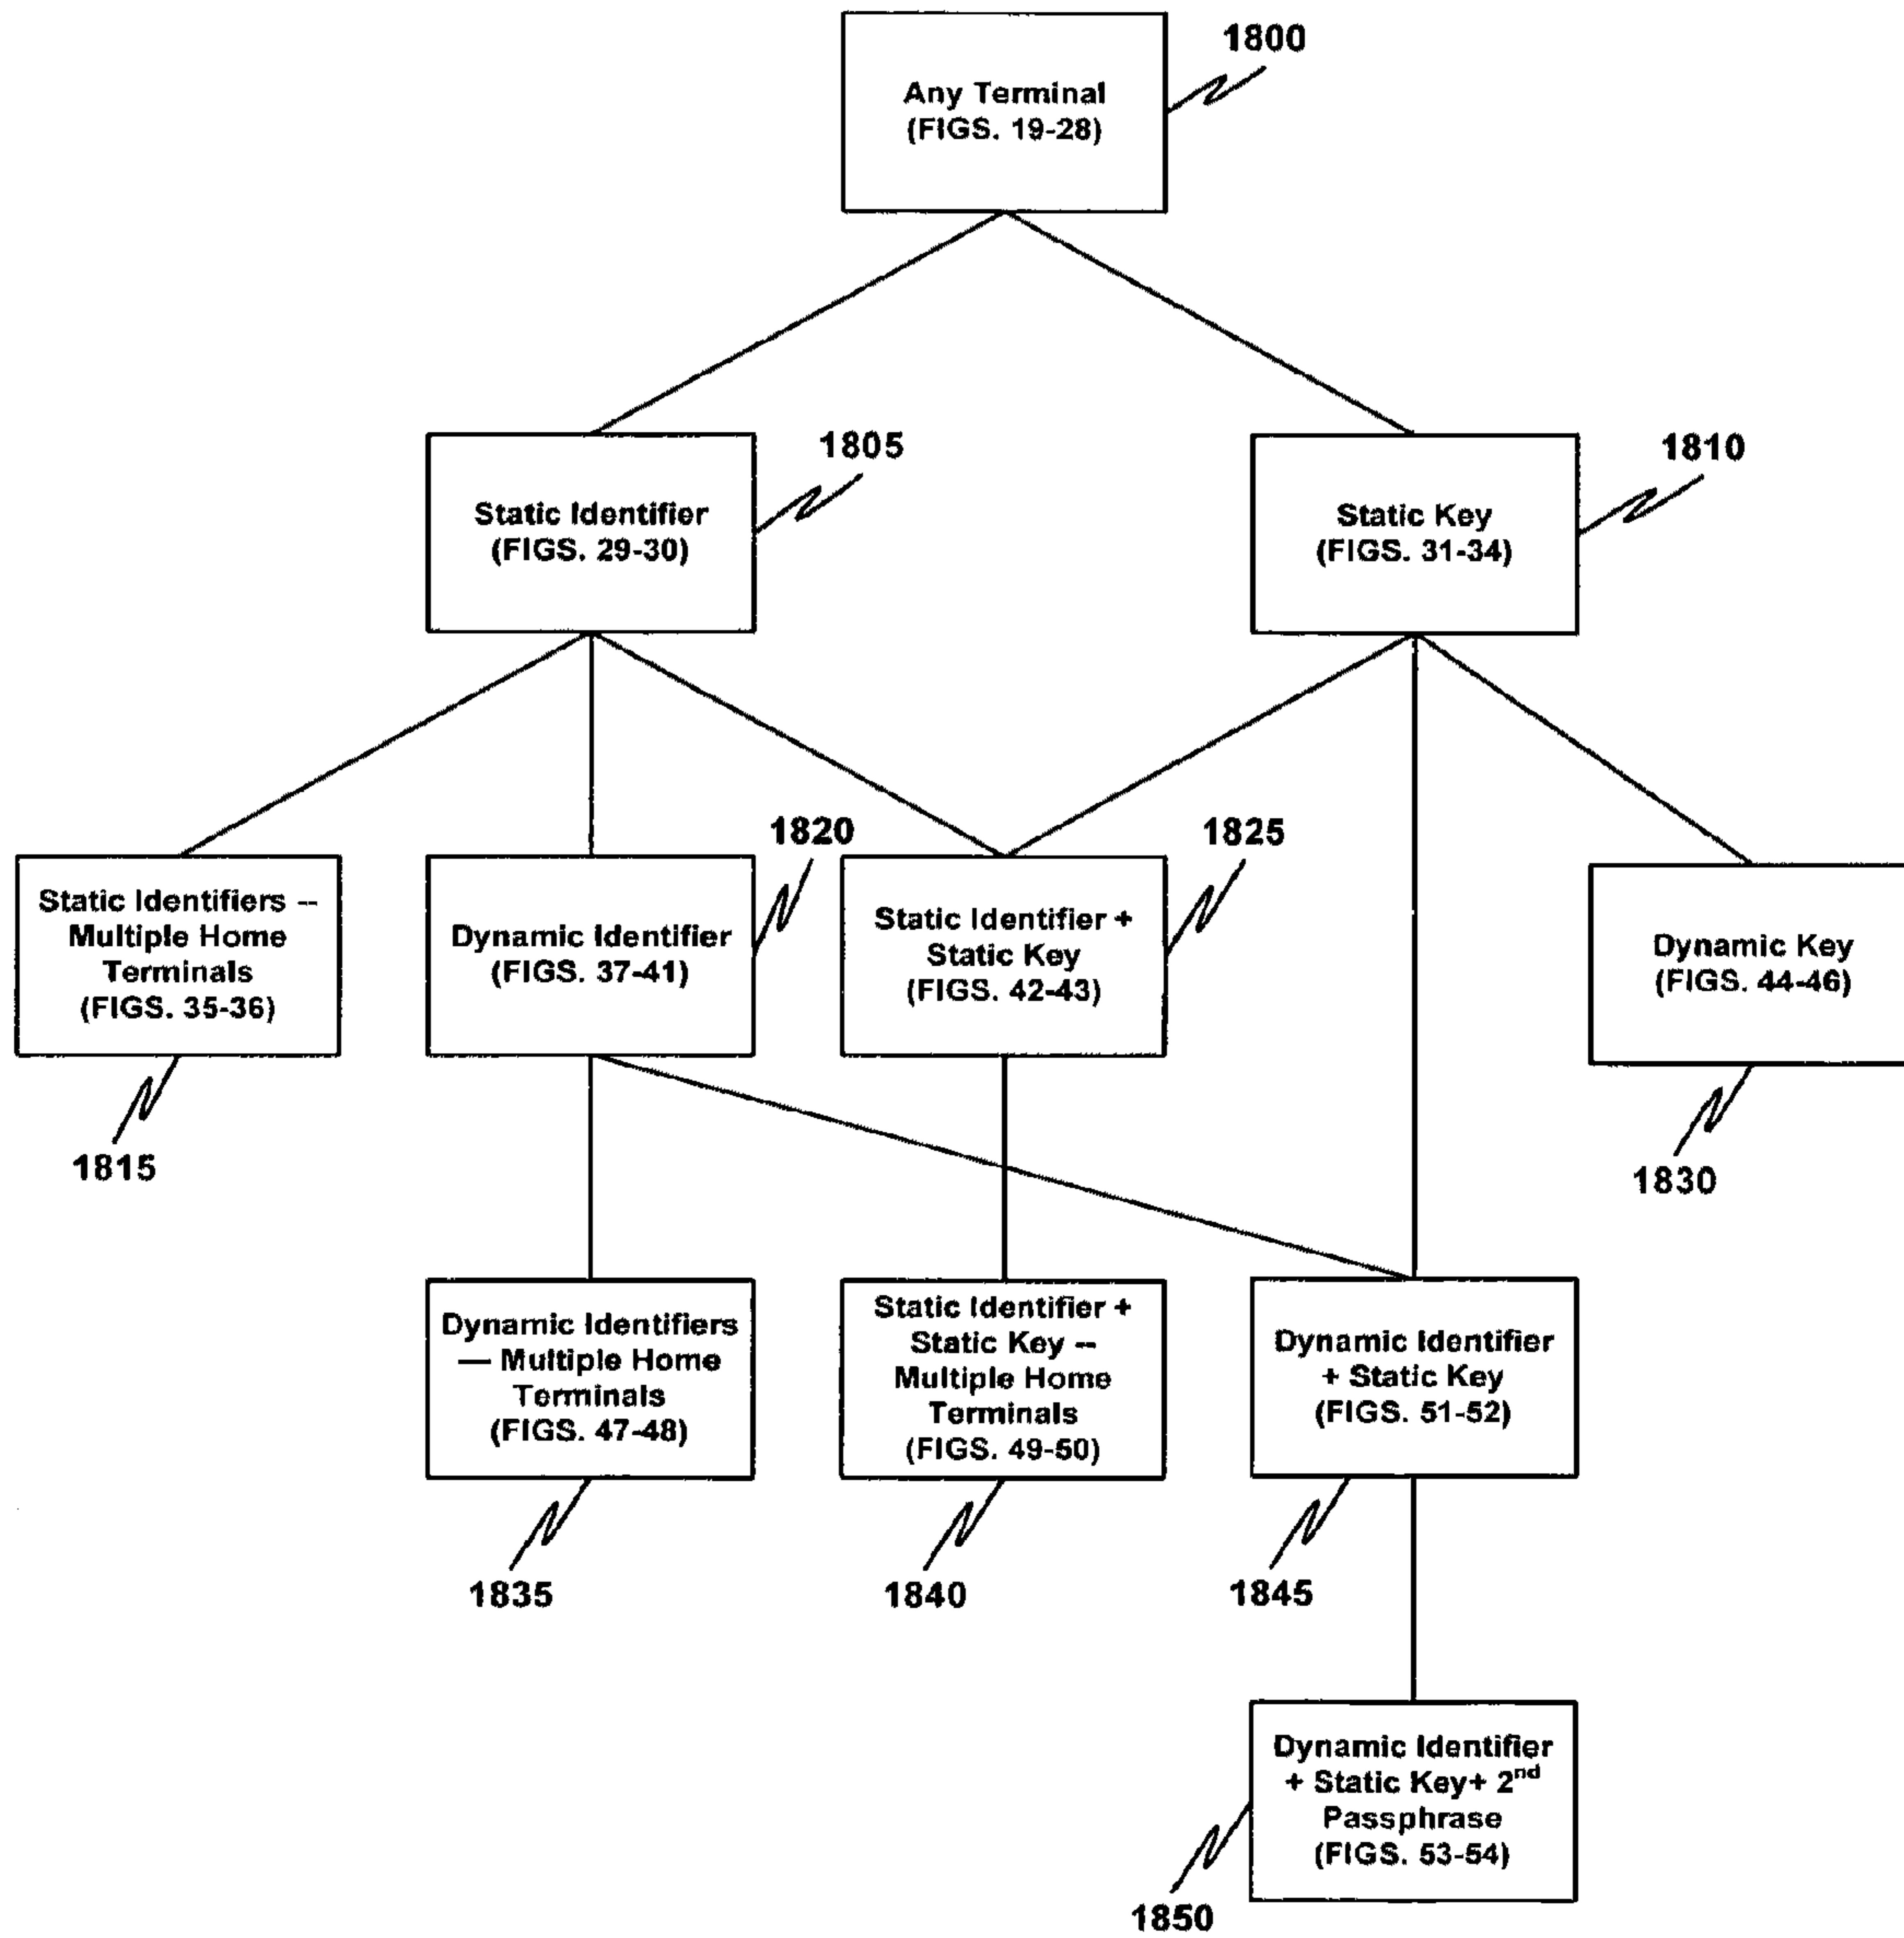 1800
Any Terminal
(FIGS. 19-28)
1805
1810
Static Identifier
(FIGS. 29-30)
Static Key
(FIGS. 31-34)
1820
1825
Static Identifiers --
Multiple Home
Terminals
(FIGS. 35-36)
Dynamic Identifier
(FIGS. 37-41)
Static Identifier +
Static Key
(FIGS. 42-43)
Dynamic Key
(FIGS. 44-46)
1815
1830
Dynamic Identifiers
— Multiple Home
Terminals
(FIGS. 47-48)
Static Identifier +
Static Key --
Multiple Home
Terminals
(FIGS. 49-50)
Dynamic Identifier
+ Static Key
(FIGS. 51-52)
1835
1840
1845
Dynamic Identifier
+ Static Key+ 2nd
Passphrase
(FIGS. 53-54)
1850